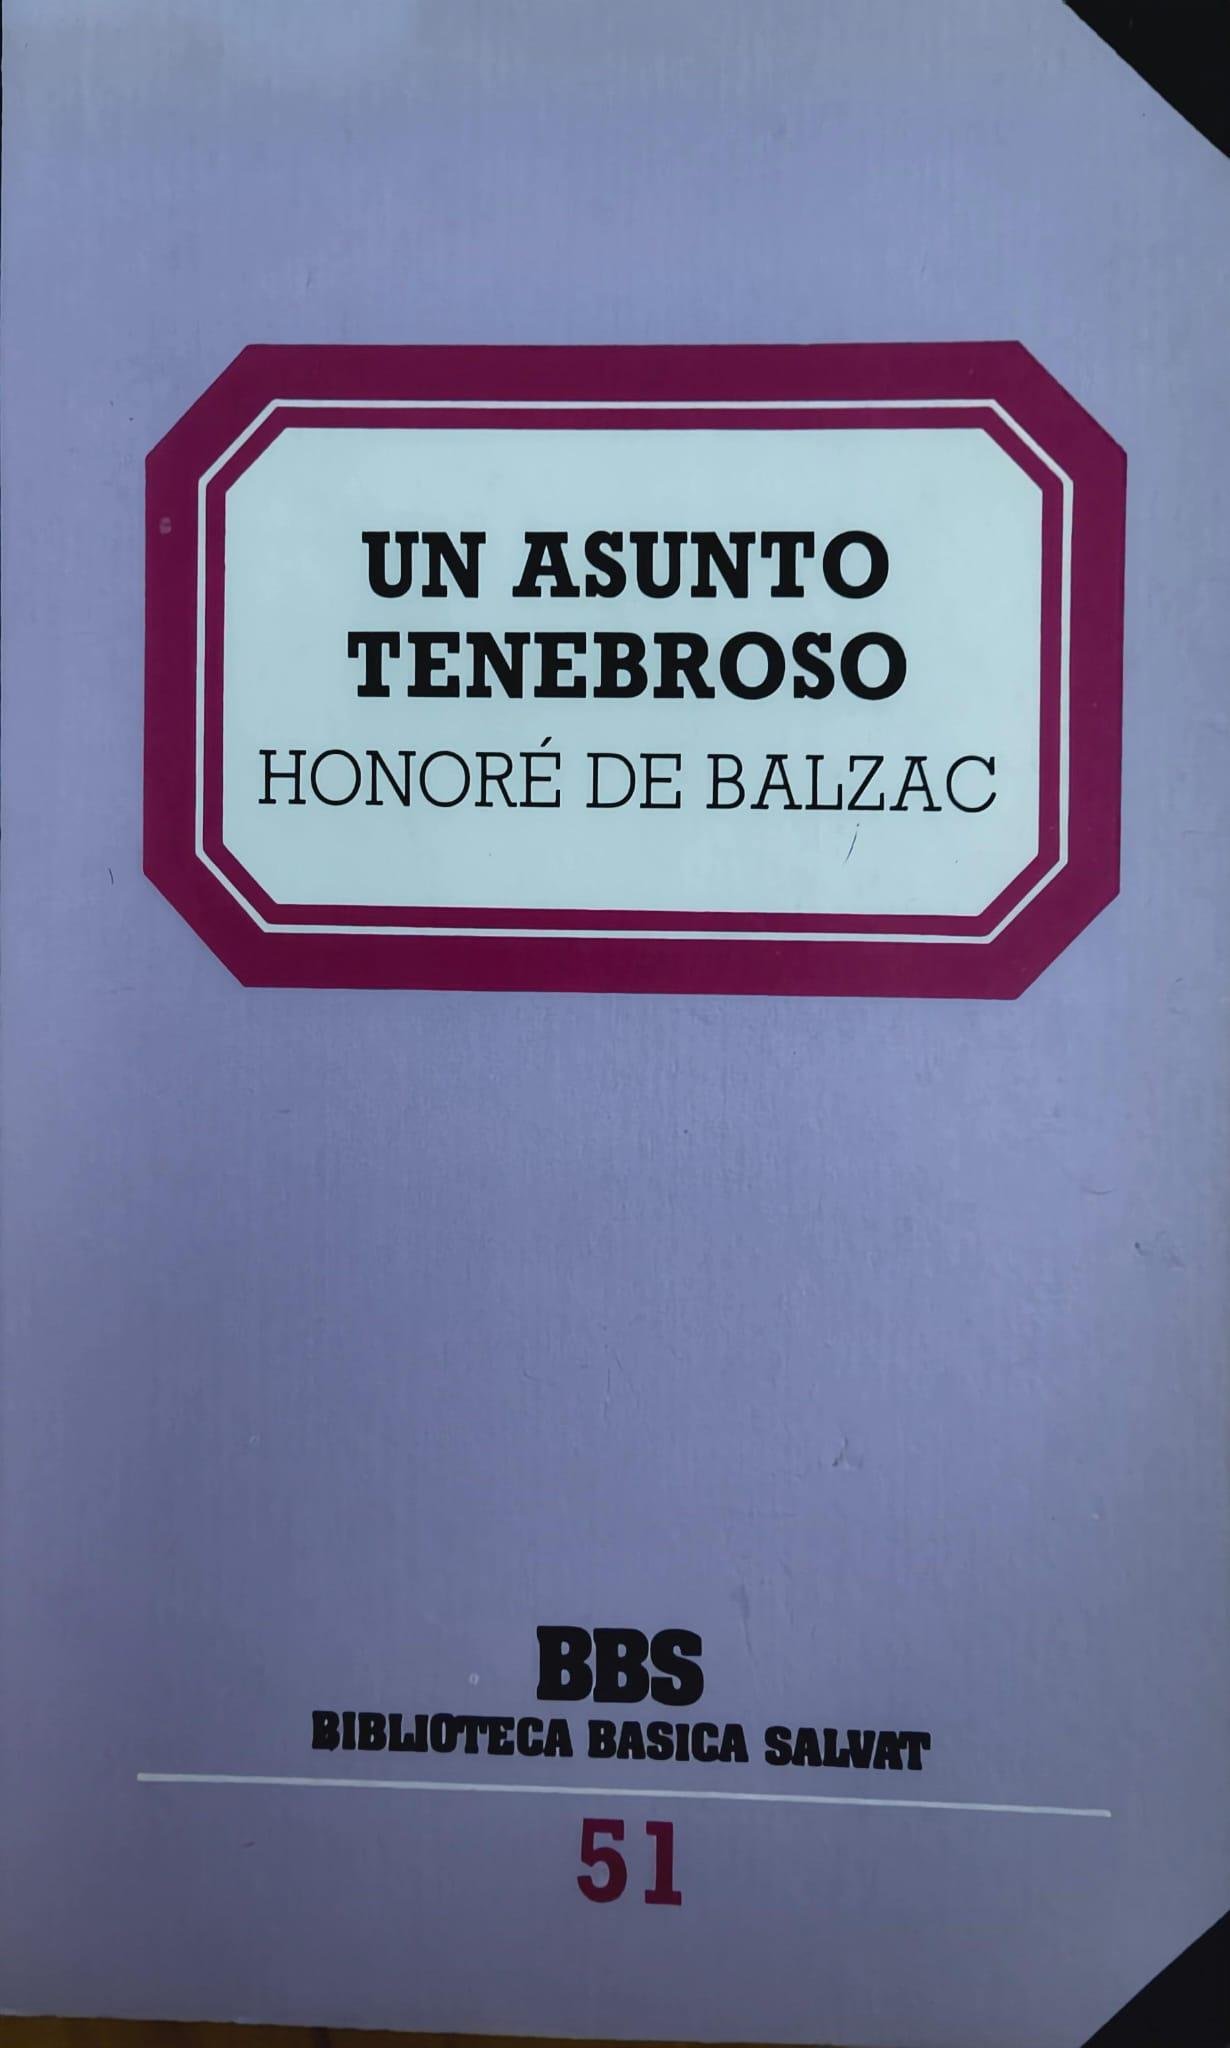 UN ASUNTO
TENEBROSO
HONORÉ DE BALZAC
BBS
BIBLIOTECA BASICA SALVAT
51